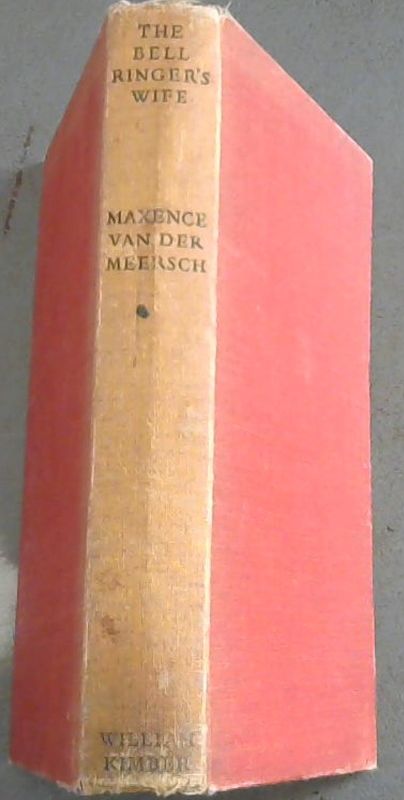 THE
BELL
RINGER'S
WIFE
MAXENCE
VAN DER
MEERSCH
WILLIAM
KIMBER